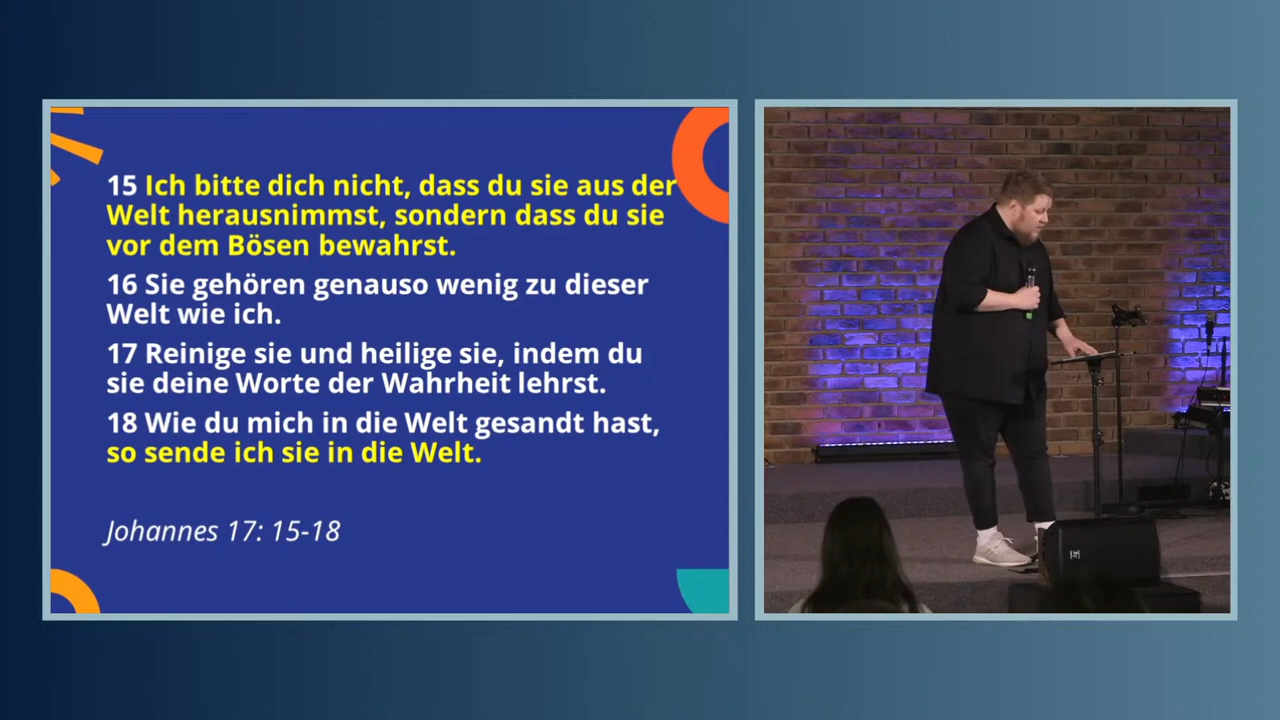 15 Ich bitte dich nicht, dass du sie aus der
Welt herausnimmst, sondern dass du sie
vor dem Bösen bewahrst.
16 Sie gehören genauso wenig zu dieser
Welt wie ich.
17 Reinige sie und heilige sie, indem du
sie deine Worte der Wahrheit lehrst.
18 Wie du mich in die Welt gesandt hast,
so sende ich sie in die Welt.
Johannes 17: 15-18